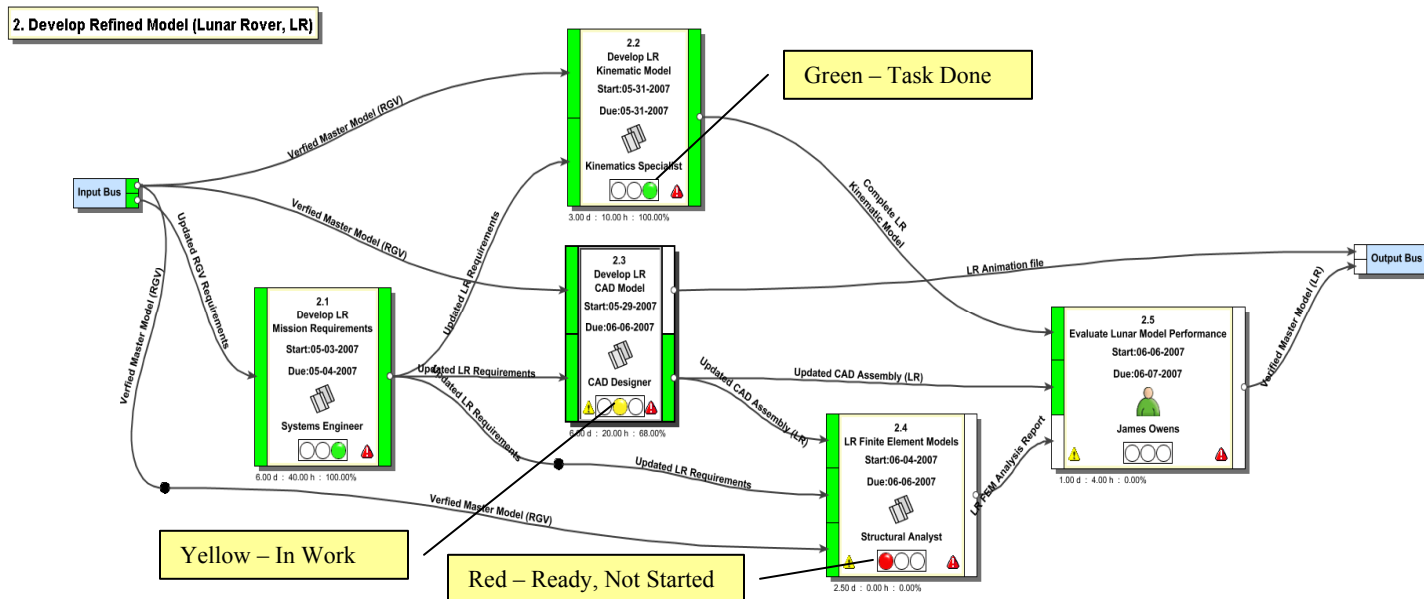 2. Develop Refined Model (Lunar Rover, LR)
2.2
Develop LR
Kinematic Model
Start:05-31-2007
Due:05-31-2007
Kinematics Specialist
3.00 d : 10.00 h : 100.00%
Green – Task Done
Verfied Master Model (RGV)
Input Bus
Verfied Master Model (RGV)
Updated RGV Requirements
Verfied Master Model (RGV)
Updated LR Requirements
Complete LR
Kinematic Model
2.3
Develop LR
CAD Model
Start:05-29-2007
Due:06-06-2007
CAD Designer
6.00 d : 20.00 h : 68.00%
LR Animation file
Output Bus
Verified Master Model (LR)
2.1
Develop LR
Mission Requirements
Start:05-03-2007
Due:05-04-2007
Systems Engineer
6.00 d : 40.00 h : 100.00%
Updated LR Requirements
Updated LR Requirements
Updated CAD Assembly (LR)
Updated CAD Assembly (LR)
2.5
Evaluate Lunar Model Performance
Start:06-06-2007
Due:06-07-2007
James Owens
1.00 d : 4.00 h : 0.00%
2.4
LR Finite Element Models
Start:06-04-2007
Due:06-06-2007
Structural Analyst
2.50 d : 0.00 h : 0.00%
Updated LR Requirements
Verfied Master Model (RGV)
LR FEM Analysis Report
Yellow – In Work
Red – Ready, Not Started